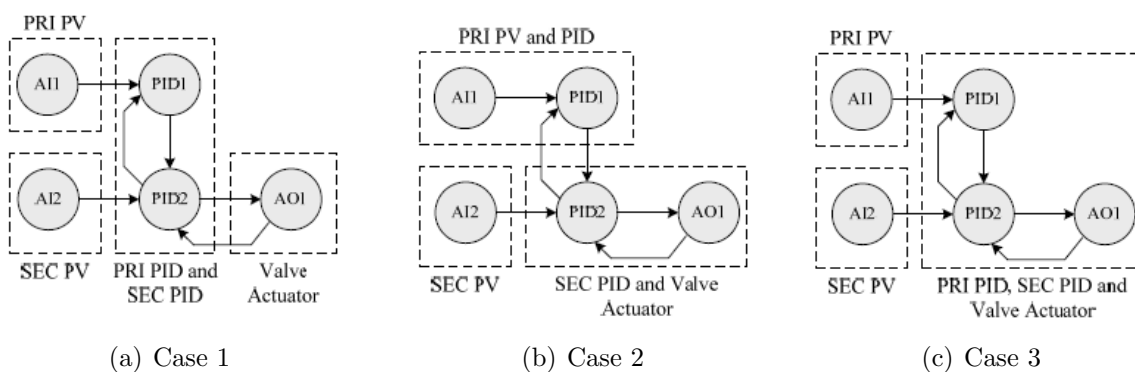 PRI PV
AI1
PID1
AI2
PID2
AO1
SEC PV
PRI PID and
SEC PID
Valve
Actuator
(a) Case 1
PRI PV and PID
AI1
PID1
AI2
PID2
AO1
SEC PV
SEC PID and Valve
Actuator
(b) Case 2
PRI PV
AI1
PID1
AI2
PID2
AO1
SEC PV
PRI PID, SEC PID and
Valve Actuator
(c) Case 3